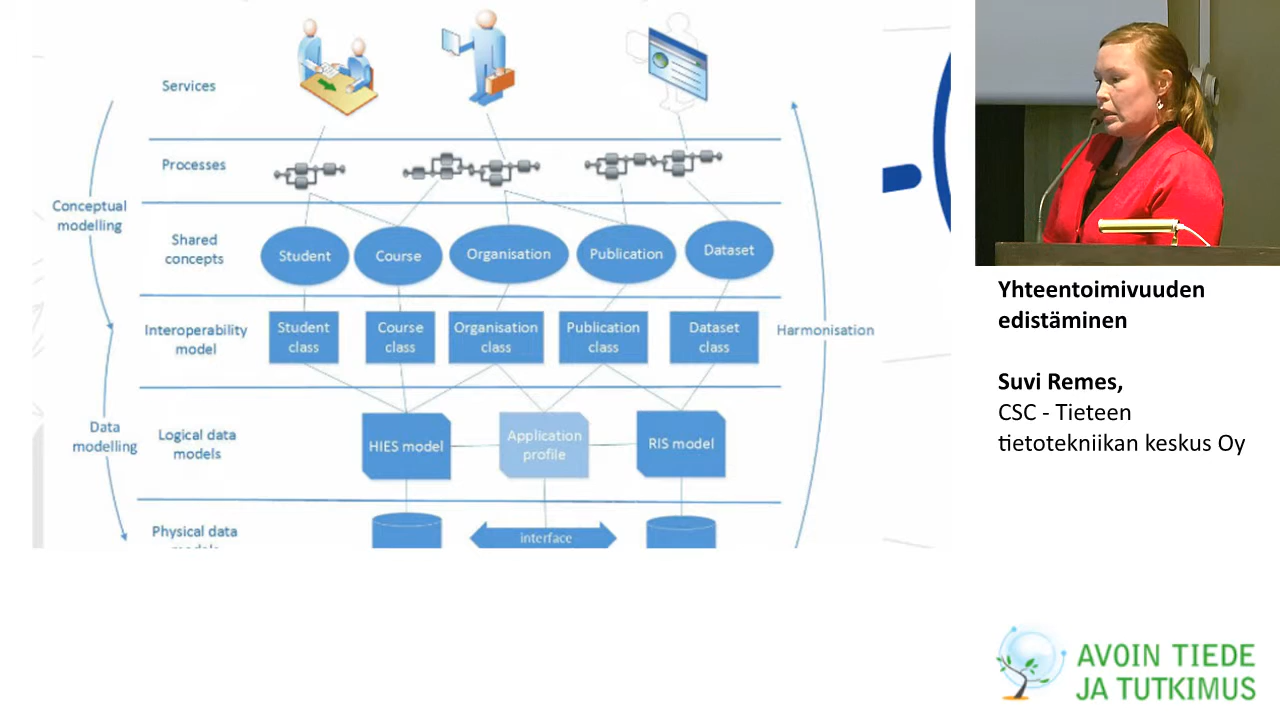 Services
Processes
Conceptual
modelling
Shared
concepts
Student
Course
Organisation
Publication
Dataset
Interoperability
model
Student
class
Course
class
Organisation
class
Publication
class
Dataset
class
Harmonisation
Data
modelling
Logical data
models
HIES model
Application
profile
RIS model
Physical data
models
interface
Yhteentoimivuuden
edistäminen
Suvi Remes,
CSC - Tieteen
tietotekniikan keskus Oy
AVOIN TIEDE
JA TUTKIMUS